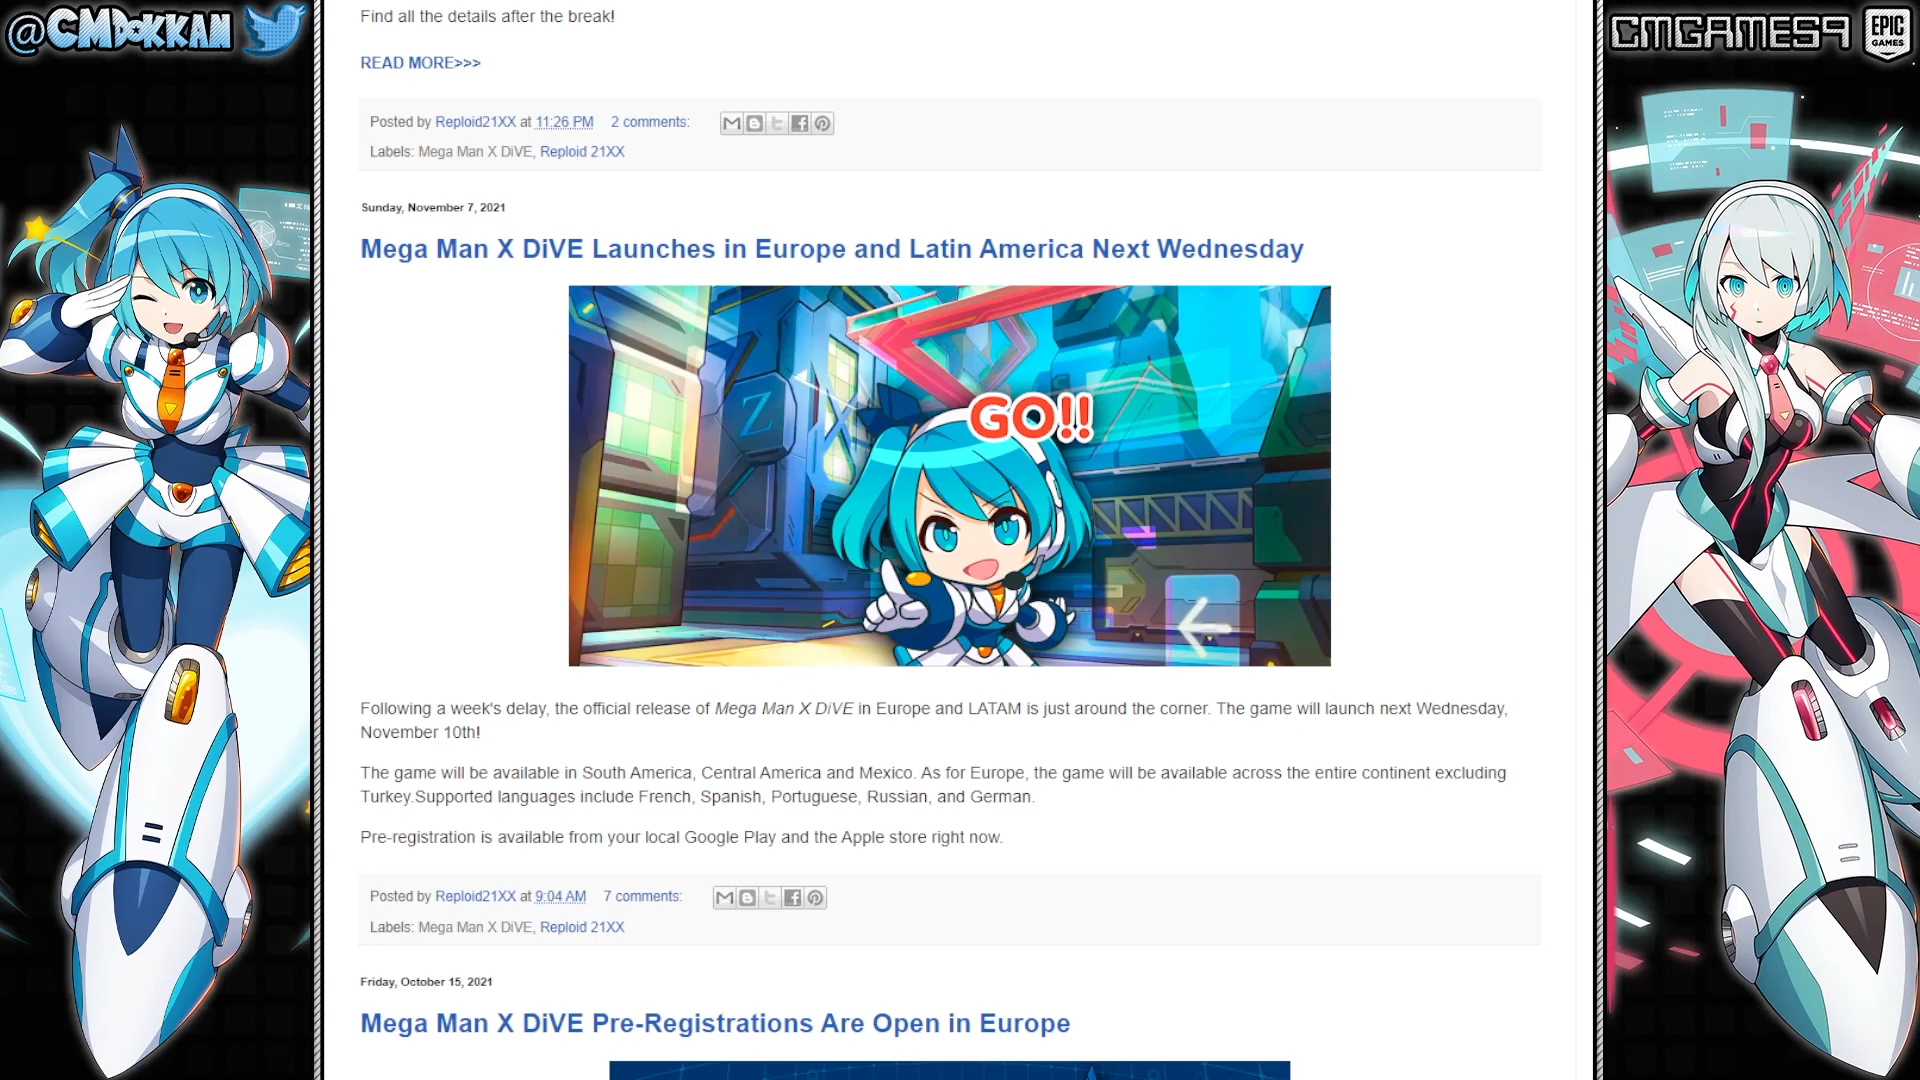 @CMDOKKAN
CMGAMES9
EPIC
GAMES
Find all the details after the break!
READ MORE>>>
Posted by Reploid21XX at 11:26 PM 2 comments:
Labels: Mega Man X DiVE, Reploid 21XX
Sunday, November 7, 2021
Mega Man X DiVE Launches in Europe and Latin America Next Wednesday
Z
GO!!
Following a week's delay, the official release of Mega Man X DiVE in Europe and LATAM is just around the corner. The game will launch next Wednesday,
November 10th!
The game will be available in South America, Central America and Mexico. As for Europe, the game will be available across the entire continent excluding
Turkey.Supported languages include French, Spanish, Portuguese, Russian, and German.
Pre-registration is available from your local Google Play and the Apple store right now.
Posted by Reploid21XX at 9:04 AM 7 comments:
Labels: Mega Man X DiVE, Reploid 21XX
Friday, October 15, 2021
Mega Man X DiVE Pre-Registrations Are Open in Europe